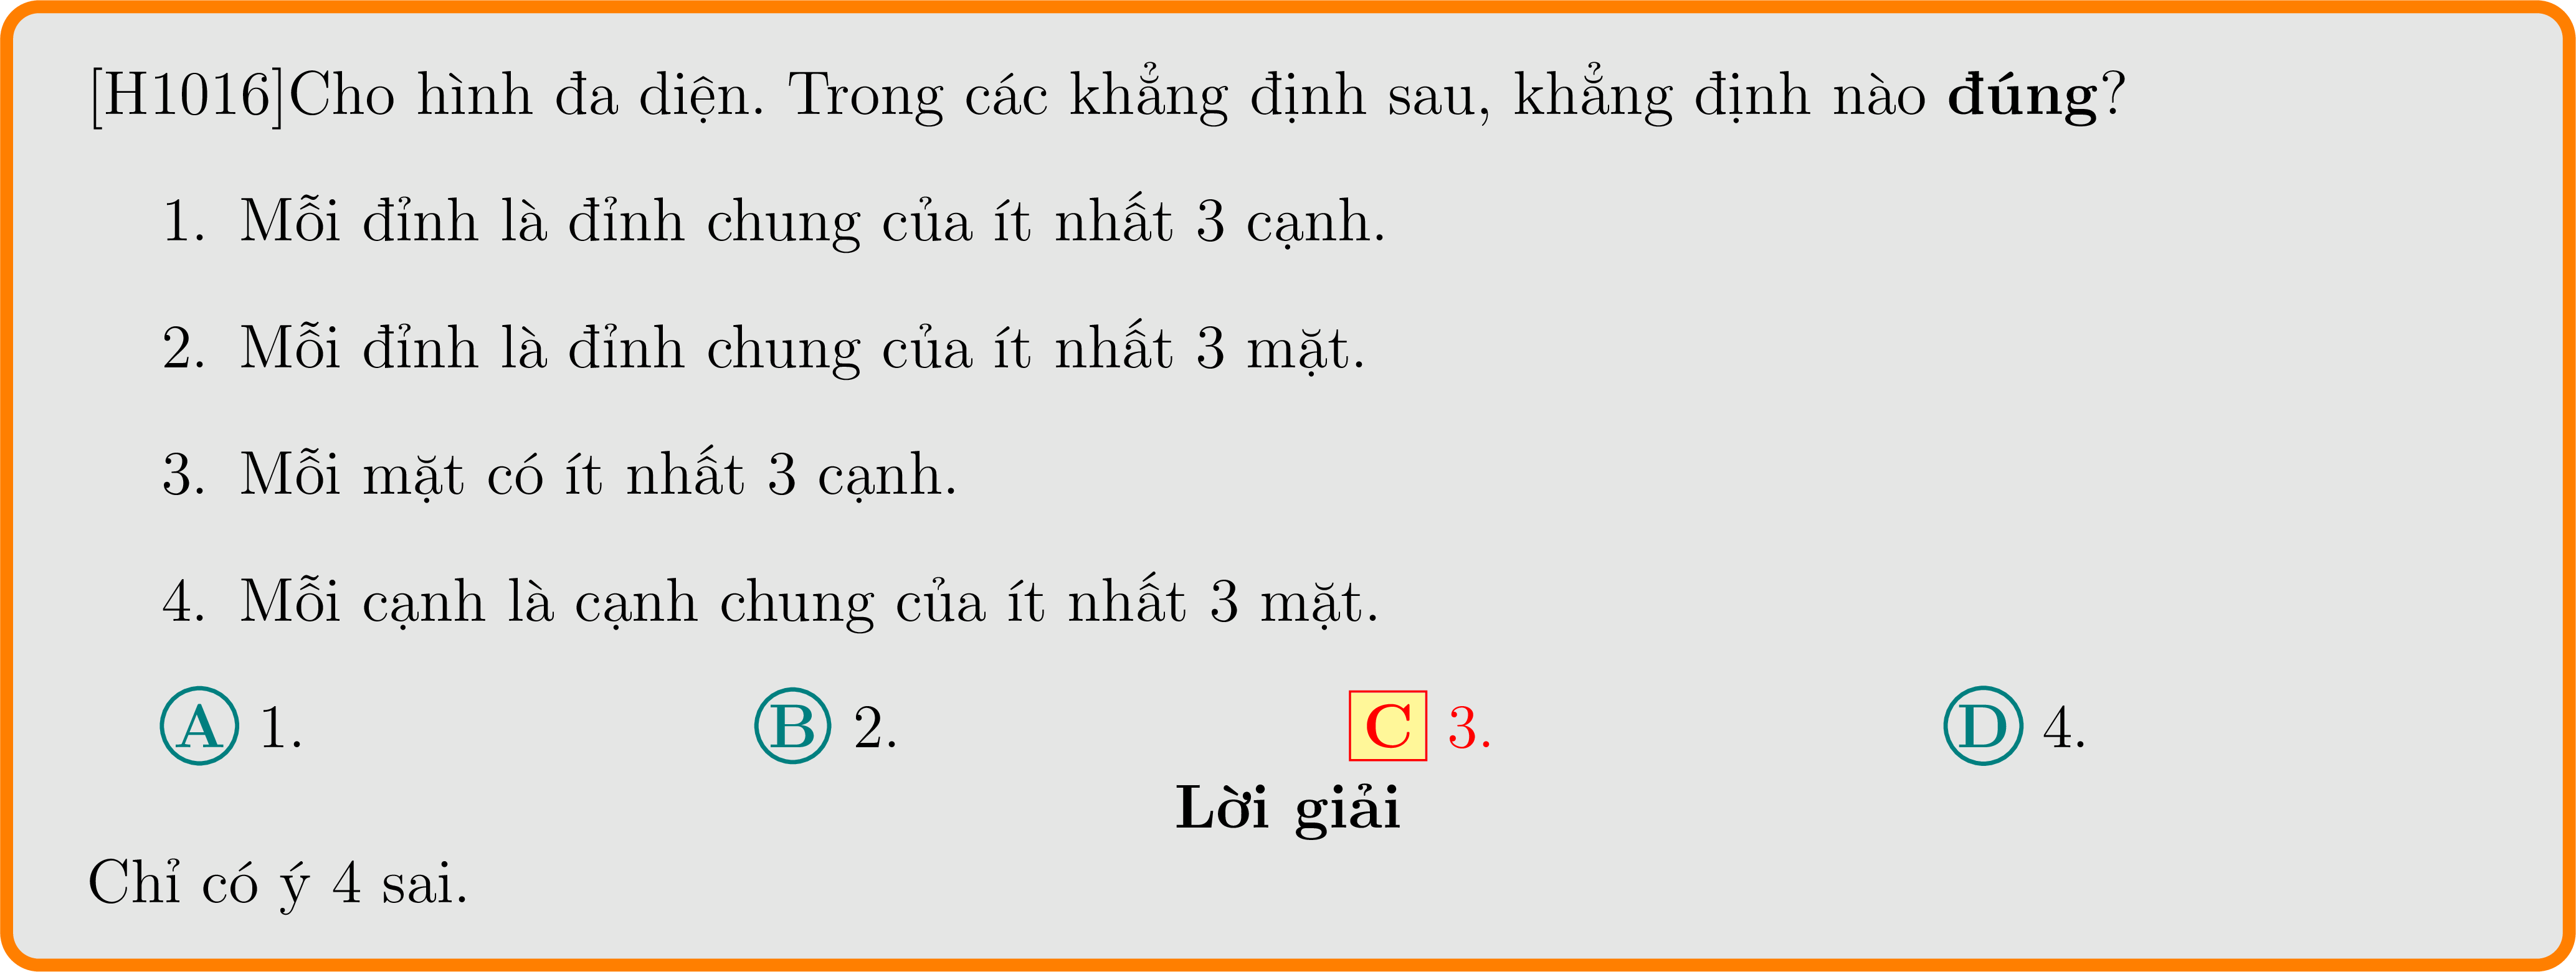 [H1016]Cho hình đa diện. Trong các khẳng định sau, khẳng định nào đúng?
1. Mỗi đỉnh là đỉnh chung của ít nhất 3 cạnh.
2. Mỗi đỉnh là đỉnh chung của ít nhất 3 mặt.
3. Mỗi mặt có ít nhất 3 cạnh.
4. Mỗi cạnh là cạnh chung của ít nhất 3 mặt.
A 1. B 2. C 3. D 4.
Lời giải
Chỉ có ý 4 sai.